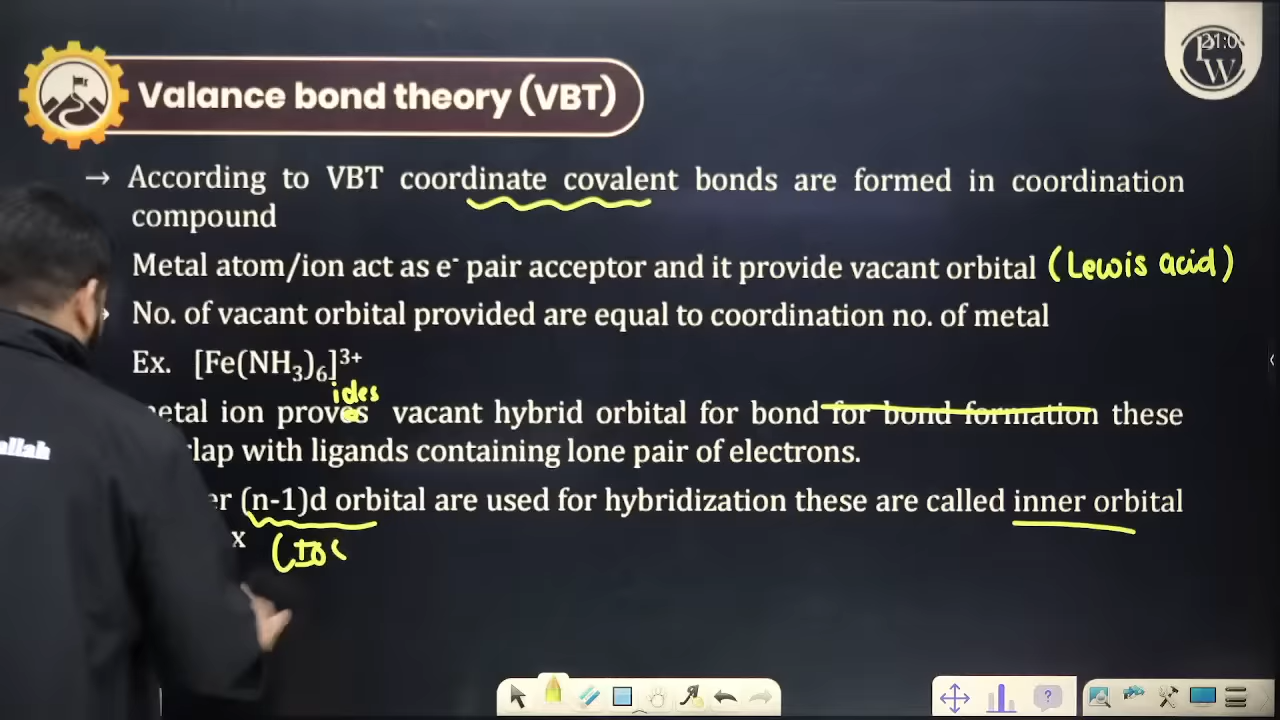 21:0
PW
Valance bond theory (VBT)
→ According to VBT coordinate covalent bonds are formed in coordination
compound
Metal atom/ion act as e⁻ pair acceptor and it provide vacant orbital (Lewis acid)
No. of vacant orbital provided are equal to coordination no. of metal
Ex. [Fe(NH₃)₆]³⁺
ides
etal ion proves vacant hybrid orbital for bond for bond formation these
lap with ligands containing lone pair of electrons.
er (n-1)d orbital are used for hybridization these are called inner orbital
x (IOC
allah